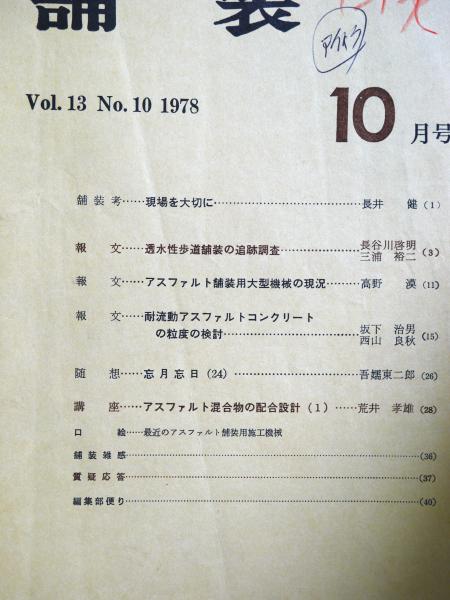 舗装
Vol. 13 No. 10 1978
10月号
舗装考……現場を大切に……………………………長井 健 (1)
報 文……透水性歩道舗装の追跡調査……………長谷川啓明 三浦 裕二 (3)
報 文……アスファルト舗装用大型機械の現況………高野 漠 (11)
報 文……耐流動アスファルトコンクリート
の粒度の検討……………………坂下 治男 西山 良秋 (15)
随 想……忘月忘日 (24) ……………………吾嬬東二郎 (26)
講 座……アスファルト混合物の配合設計 (1) ……荒井 孝雄 (28)
口 絵……最近のアスファルト舗装用施工機械
舗装雑感……………………………………………………(36)
質疑応答……………………………………………………(37)
編集部便り…………………………………………………(40)